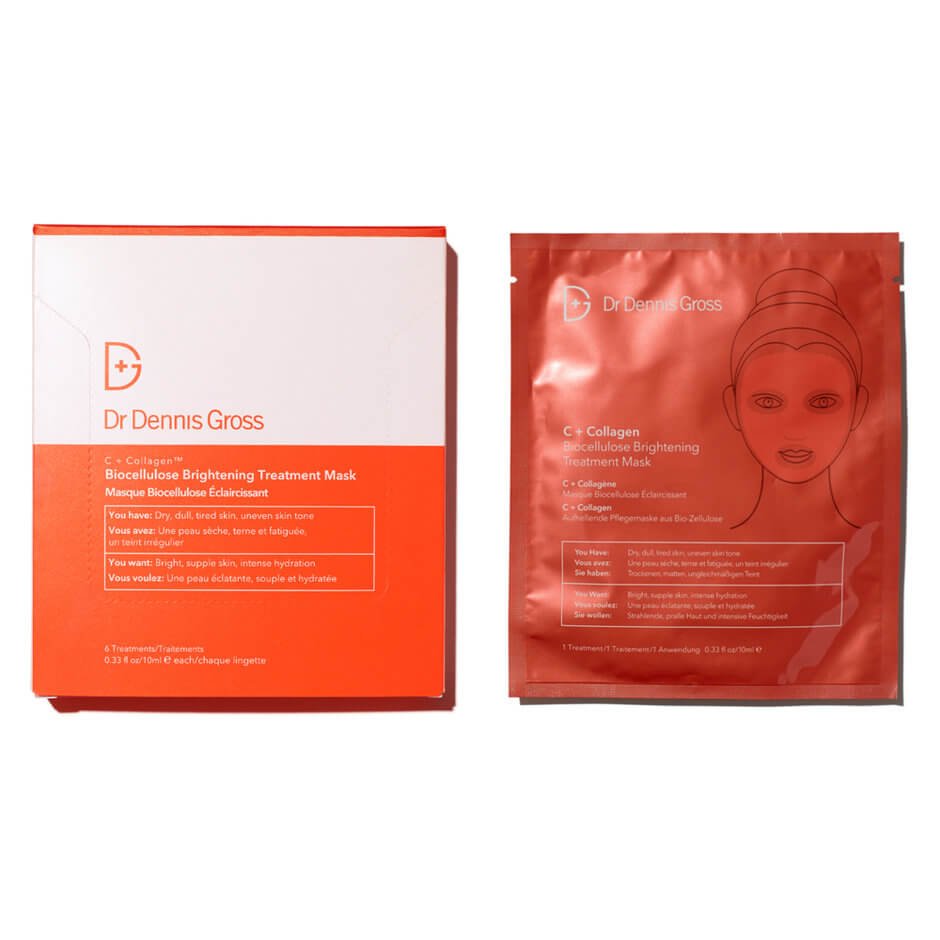 D+G
Dr Dennis Gross
C + Collagen™
Biocellulose Brightening Treatment Mask
Masque Biocellulose Éclaircissant
You have: Dry, dull, tired skin, uneven skin tone
Vous avez: Une peau sèche, terne et fatiguée,
un teint irrégulier
You want: Bright, supple skin, intense hydration
Vous voulez: Une peau éclatante, souple et hydratée
6 Treatments/Traitements
0.33 fl oz/10ml ℮ each/chaque lingette
D+G Dr Dennis Gross
C + Collagen
Biocellulose Brightening
Treatment Mask
C + Collagène
Masque Biocellulose Éclaircissant
C + Collagen
Aufhellende Pflegemaske aus Bio-Zellulose
You Have: Dry, dull, tired skin, uneven skin tone
Vous avez: Une peau sèche, terne et fatiguée, un teint irrégulier
Sie haben: Trockenen, matten, ungleichmäßigen Teint
You Want: Bright, supple skin, intense hydration
Vous voulez: Une peau éclatante, souple et hydratée
Sie wollen: Strahlende, pralle Haut und intensive Feuchtigkeit
1 Treatment/1 Traitement/1 Anwendung 0.33 fl oz/10ml ℮